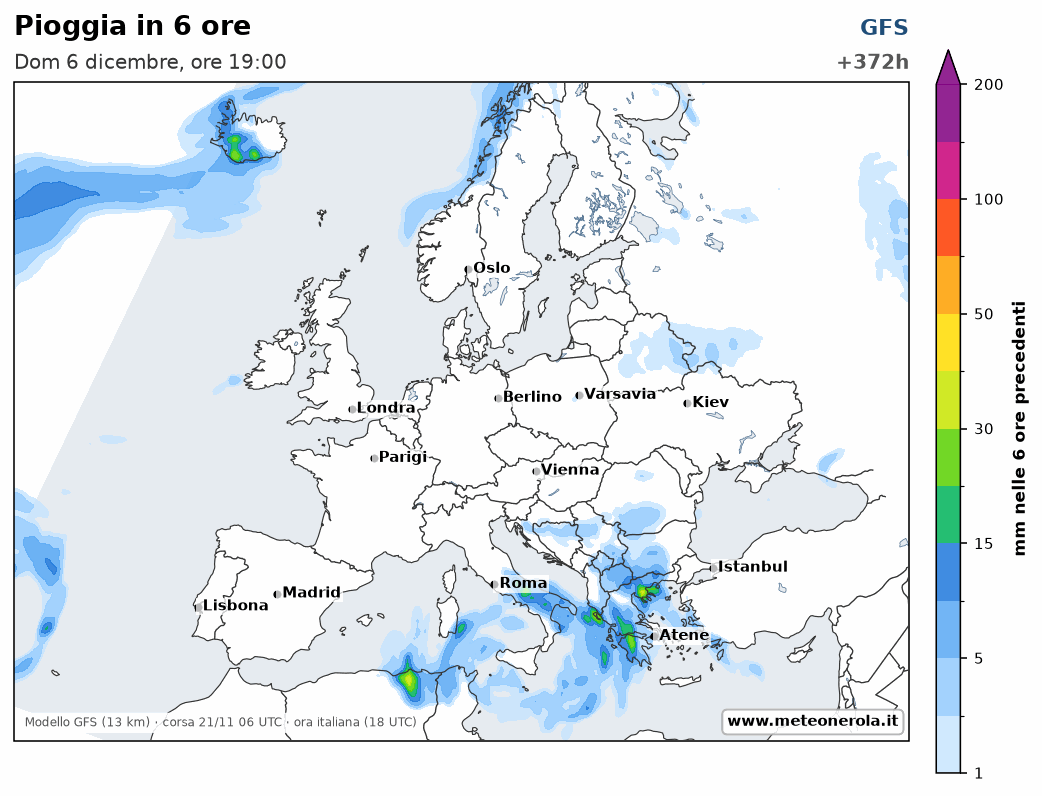 Pioggia in 6 ore
GFS
Dom 6 dicembre, ore 19:00
+372h
200
100
50
30
15
5
1
mm nelle 6 ore precedenti
Oslo
Berlino
Varsavia
Kiev
Londra
Parigi
Vienna
Istanbul
Roma
Madrid
Lisbona
Atene
Modello GFS (13 km) · corsa 21/11 06 UTC · ora italiana (18 UTC)
www.meteonerola.it